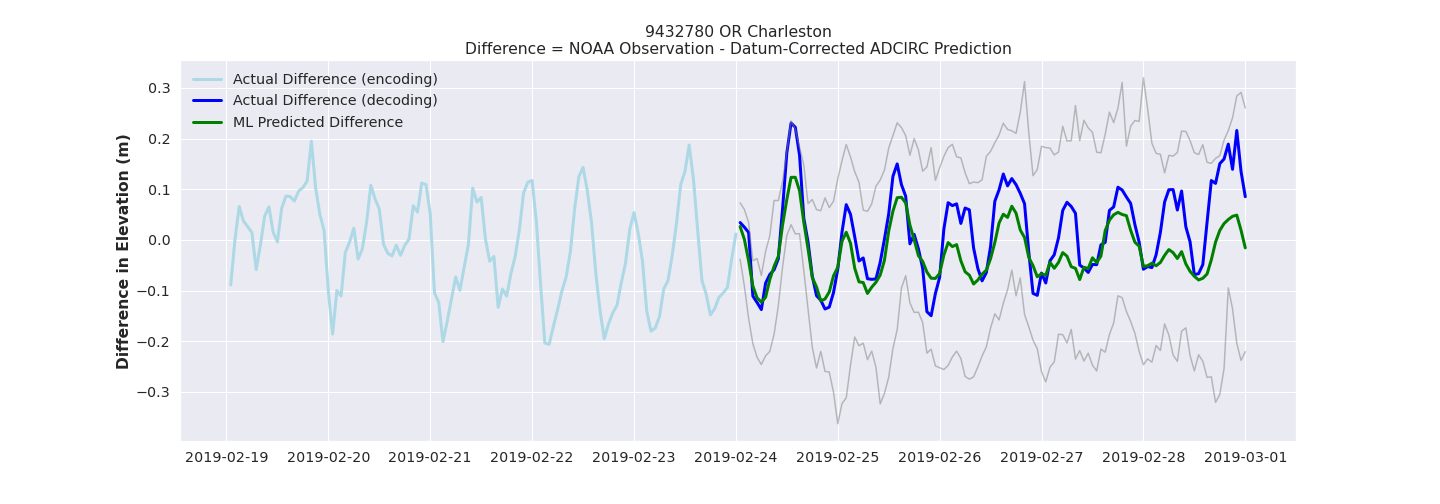 9432780 OR Charleston
Difference = NOAA Observation - Datum-Corrected ADCIRC Prediction
Actual Difference (encoding)
Actual Difference (decoding)
ML Predicted Difference
Difference in Elevation (m)
0.3
0.2
0.1
0.0
−0.1
−0.2
−0.3
2019-02-19 2019-02-20 2019-02-21 2019-02-22 2019-02-23 2019-02-24 2019-02-25 2019-02-26 2019-02-27 2019-02-28 2019-03-01